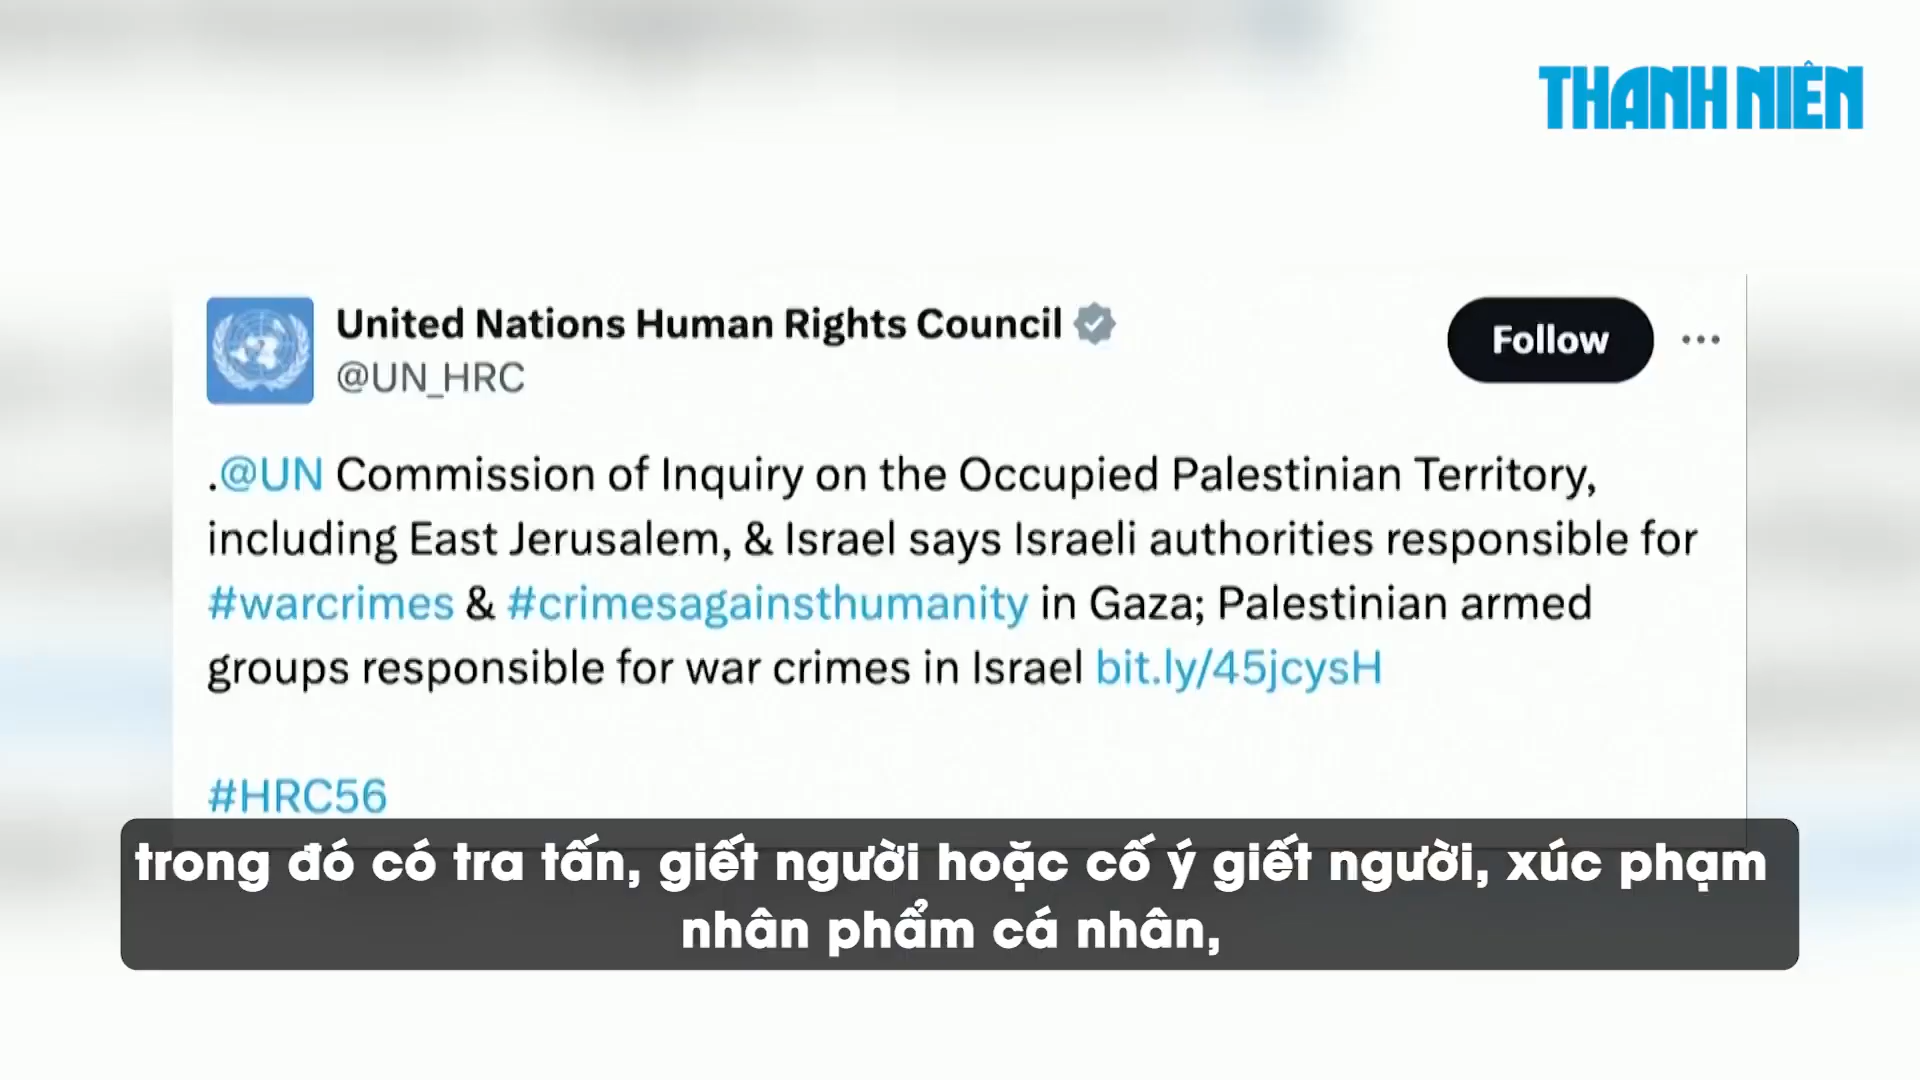 THANH NIÊN
United Nations Human Rights Council
Follow
@UN_HRC
.@UN Commission of Inquiry on the Occupied Palestinian Territory,
including East Jerusalem, & Israel says Israeli authorities responsible for
#warcrimes & #crimesagainsthumanity in Gaza; Palestinian armed
groups responsible for war crimes in Israel bit.ly/45jcysH
#HRC56
trong đó có tra tấn, giết người hoặc cố ý giết người, xúc phạm
nhân phẩm cá nhân,